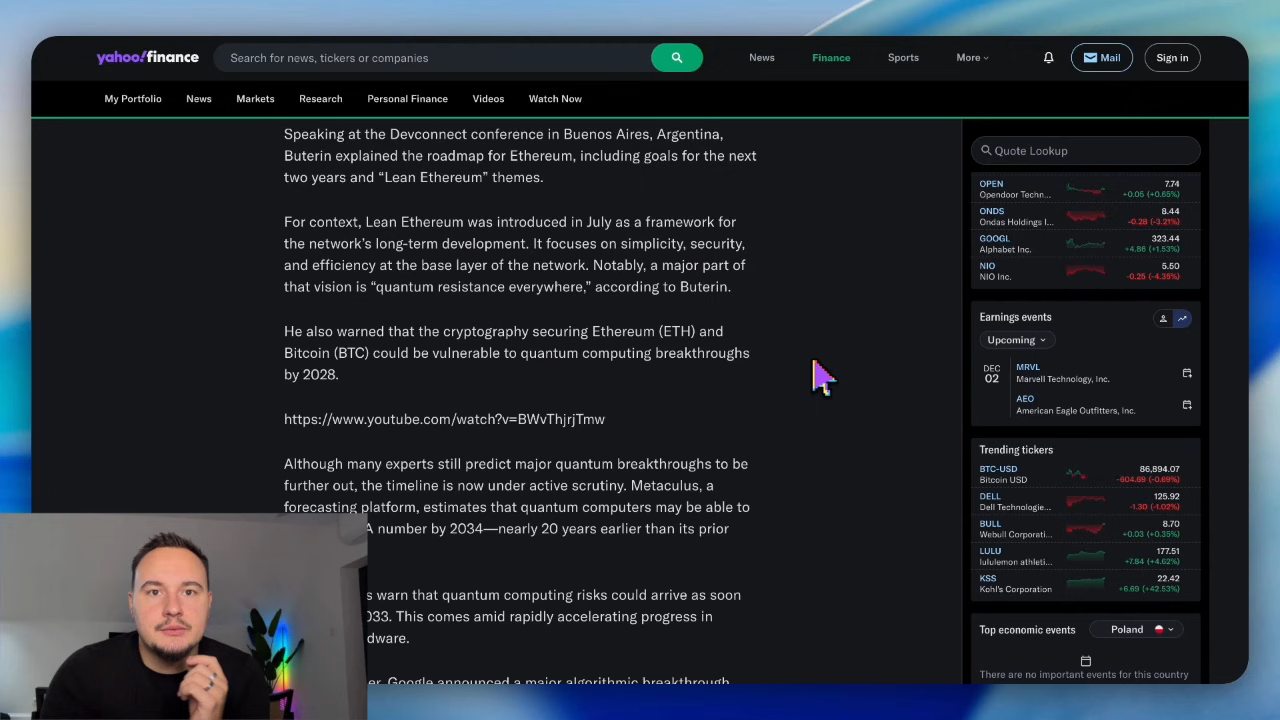 yahoo!finance
Search for news, tickers or companies
News
Finance
Sports
More
Mail
Sign in
My Portfolio
News
Markets
Research
Personal Finance
Videos
Watch Now
Speaking at the Devconnect conference in Buenos Aires, Argentina,
Buterin explained the roadmap for Ethereum, including goals for the next
two years and “Lean Ethereum” themes.
For context, Lean Ethereum was introduced in July as a framework for
the network’s long-term development. It focuses on simplicity, security,
and efficiency at the base layer of the network. Notably, a major part of
that vision is “quantum resistance everywhere,” according to Buterin.
He also warned that the cryptography securing Ethereum (ETH) and
Bitcoin (BTC) could be vulnerable to quantum computing breakthroughs
by 2028.
https://www.youtube.com/watch?v=BWvThjrjTmw
Although many experts still predict major quantum breakthroughs to be
further out, the timeline is now under active scrutiny. Metaculus, a
forecasting platform, estimates that quantum computers may be able to
A number by 2034—nearly 20 years earlier than its prior
warn that quantum computing risks could arrive as soon
033. This comes amid rapidly accelerating progress in
Google announced a major algorithmic breakthrough
Quote Lookup
OPEN 7.74
Opendoor Techn... +0.05 (+0.65%)
ONDS 8.44
Ondas Holdings I... -0.28 (-3.21%)
GOOGL 323.44
Alphabet Inc. +4.86 (+1.53%)
NIO 5.50
NIO Inc. -0.25 (-4.35%)
Earnings events
Upcoming
DEC
02
MRVL
Marvell Technology, Inc.
AEO
American Eagle Outfitters, Inc.
Trending tickers
BTC-USD 86,894.07
Bitcoin USD -604.69 (-0.69%)
DELL 125.92
Dell Technologie... -1.30 (-1.02%)
BULL 8.70
Webull Corporati... +0.03 (+0.35%)
LULU 177.51
lululemon athleti... +7.84 (+4.62%)
KSS 22.42
Kohl's Corporation +6.69 (+42.53%)
Top economic events
Poland
There are no important events for this country